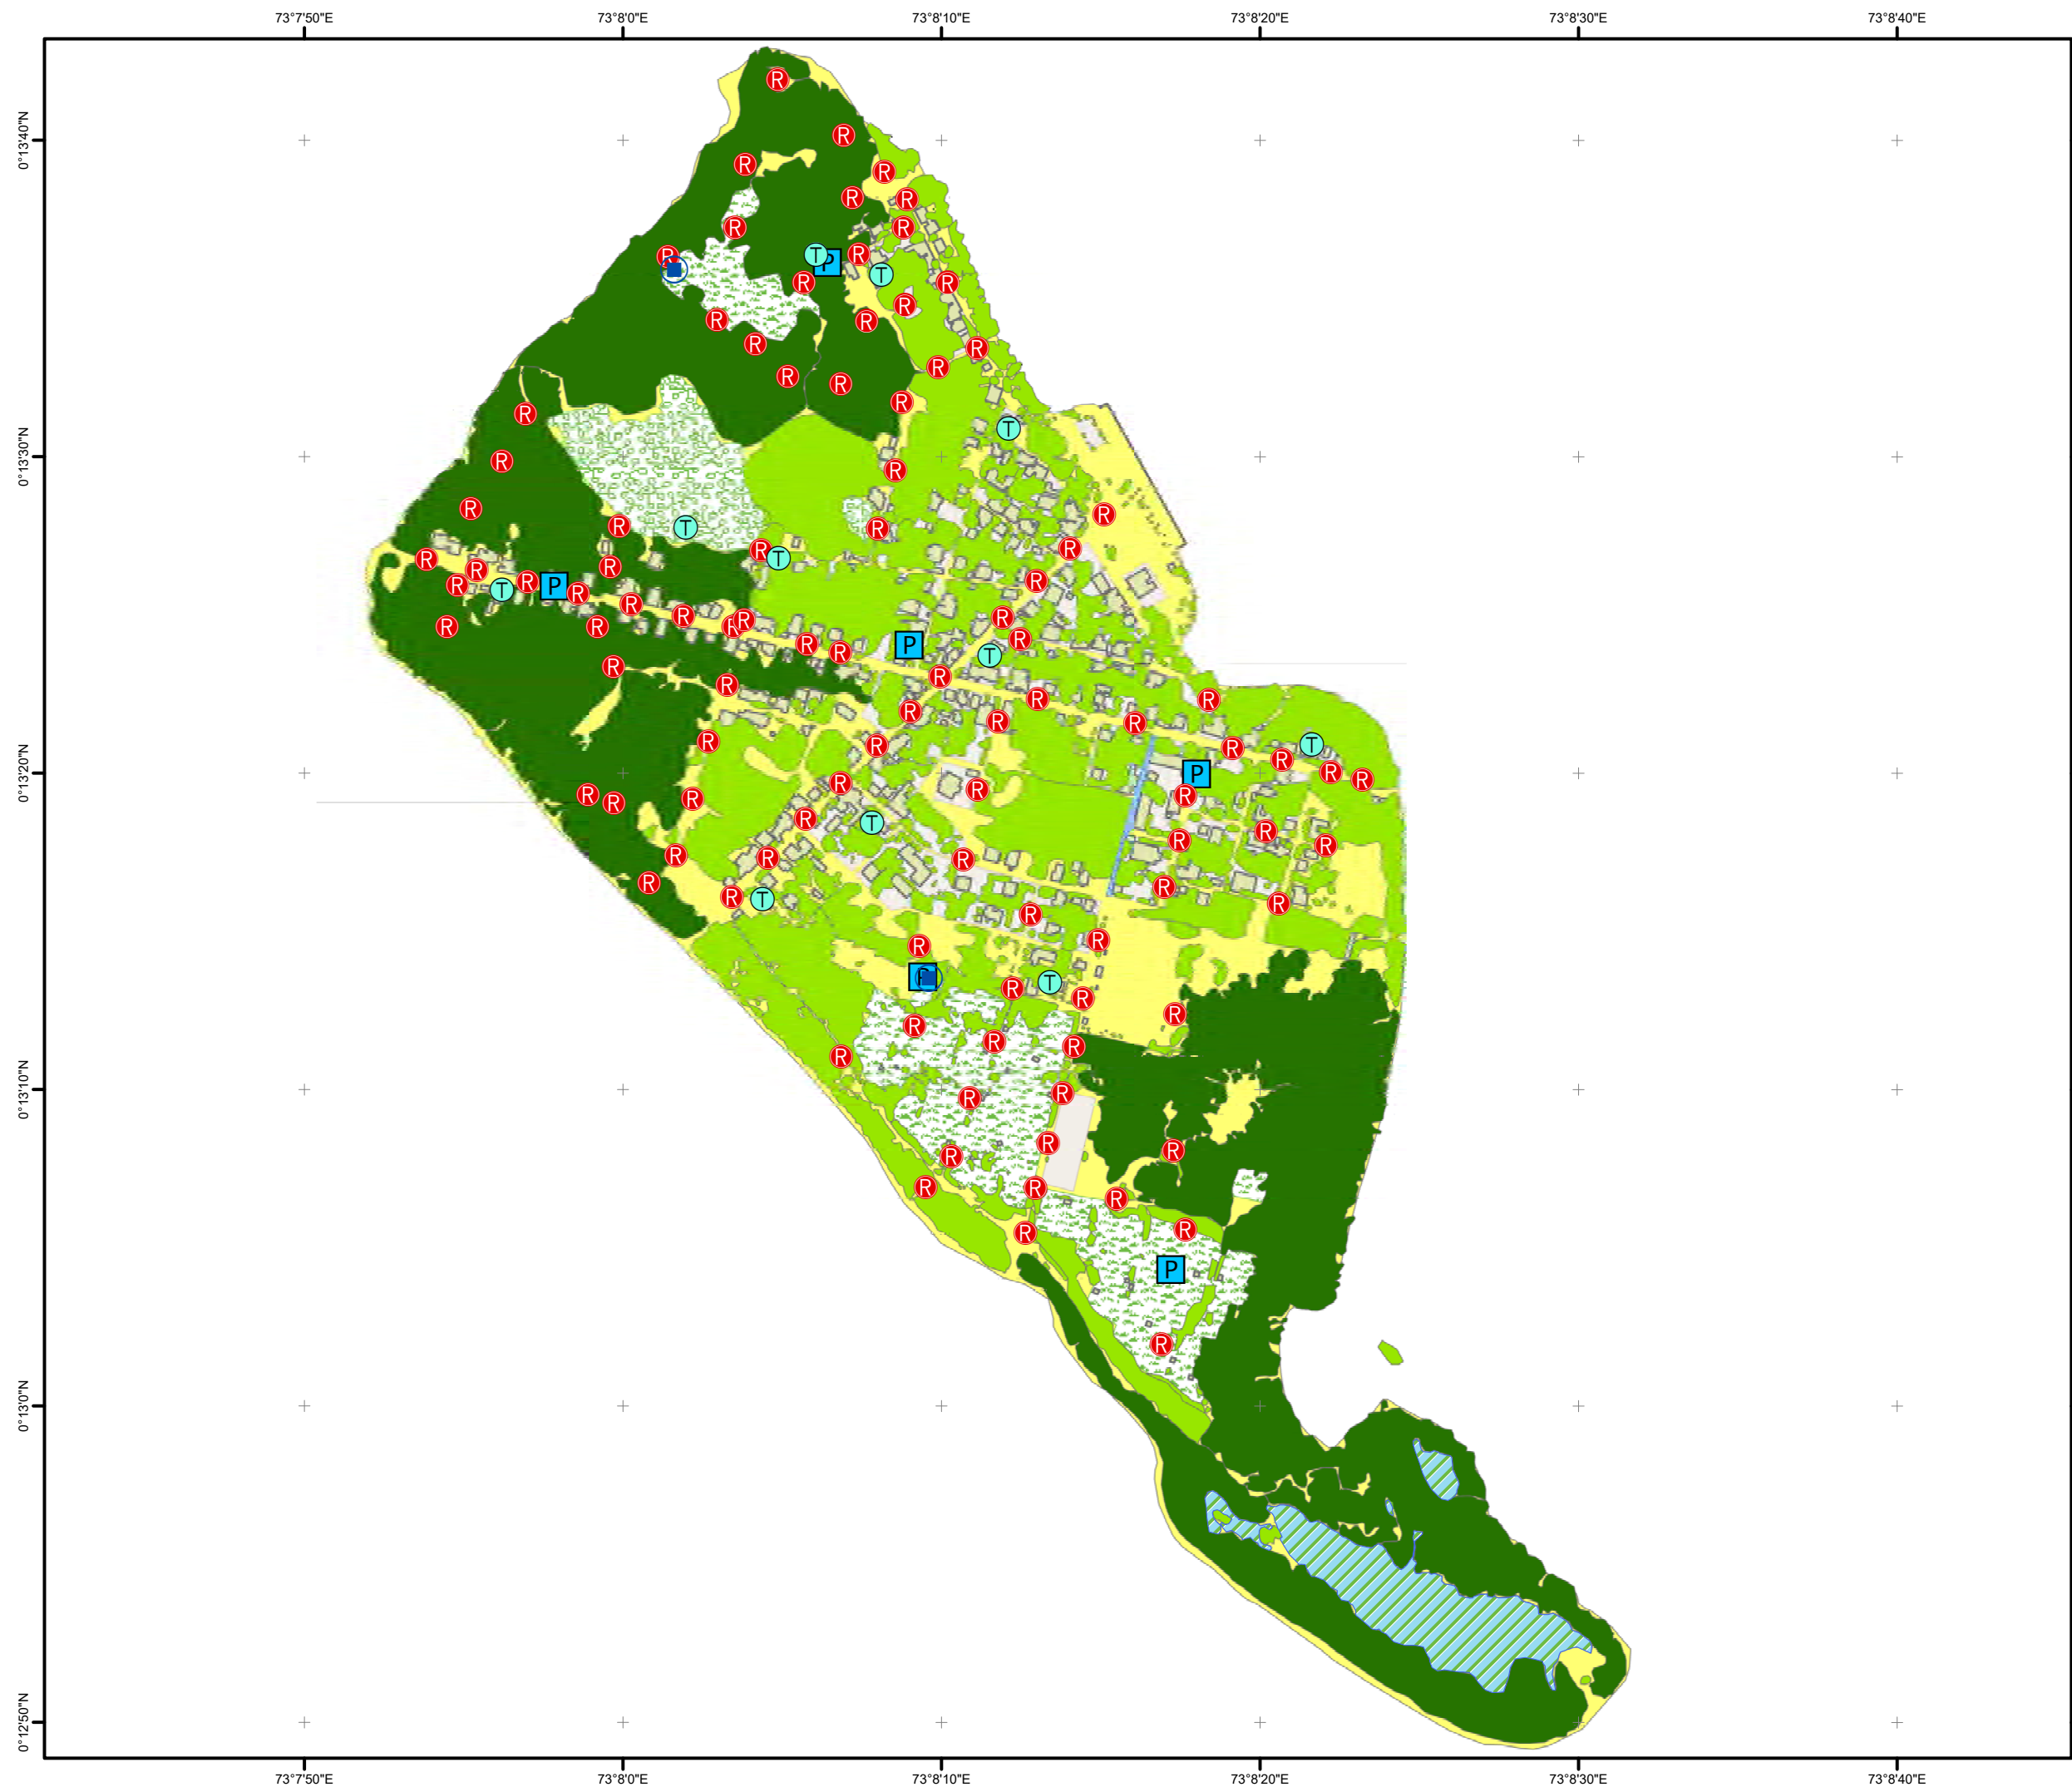 73°7'50"E 73°8'0"E 73°8'10"E 73°8'20"E 73°8'30"E 73°8'40"E
R
R
0°13'40"N
R R
R R
R R
R T P R
T
R R
R
R R
R R
R
R R
R
R
T
0°13'30"N
R R
R R
R T R
R R T R
R R
R T R P R R
R R R
R R R R
R R P T R
R R R
R R R R R
R R R T
R P R R R
0°13'20"N
R R R R R
R T R R R
R R R
R R T R R
R R R
P R T R
R R
R R R
0°13'10"N
R R
R R R
R R R
R R
P
R
0°13'0"N
0°12'50"N
73°7'50"E 73°8'0"E 73°8'10"E 73°8'20"E 73°8'30"E 73°8'40"E